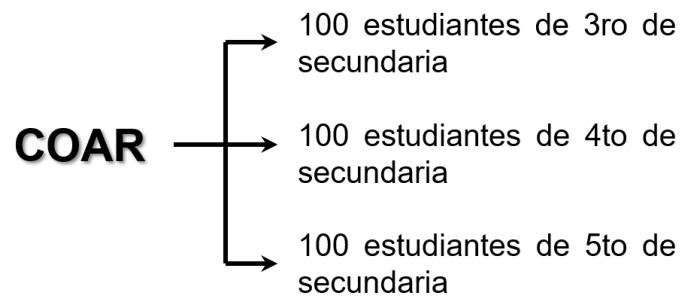 100 estudiantes de 3ro de
secundaria
COAR
100 estudiantes de 4to de
secundaria
100 estudiantes de 5to de
secundaria